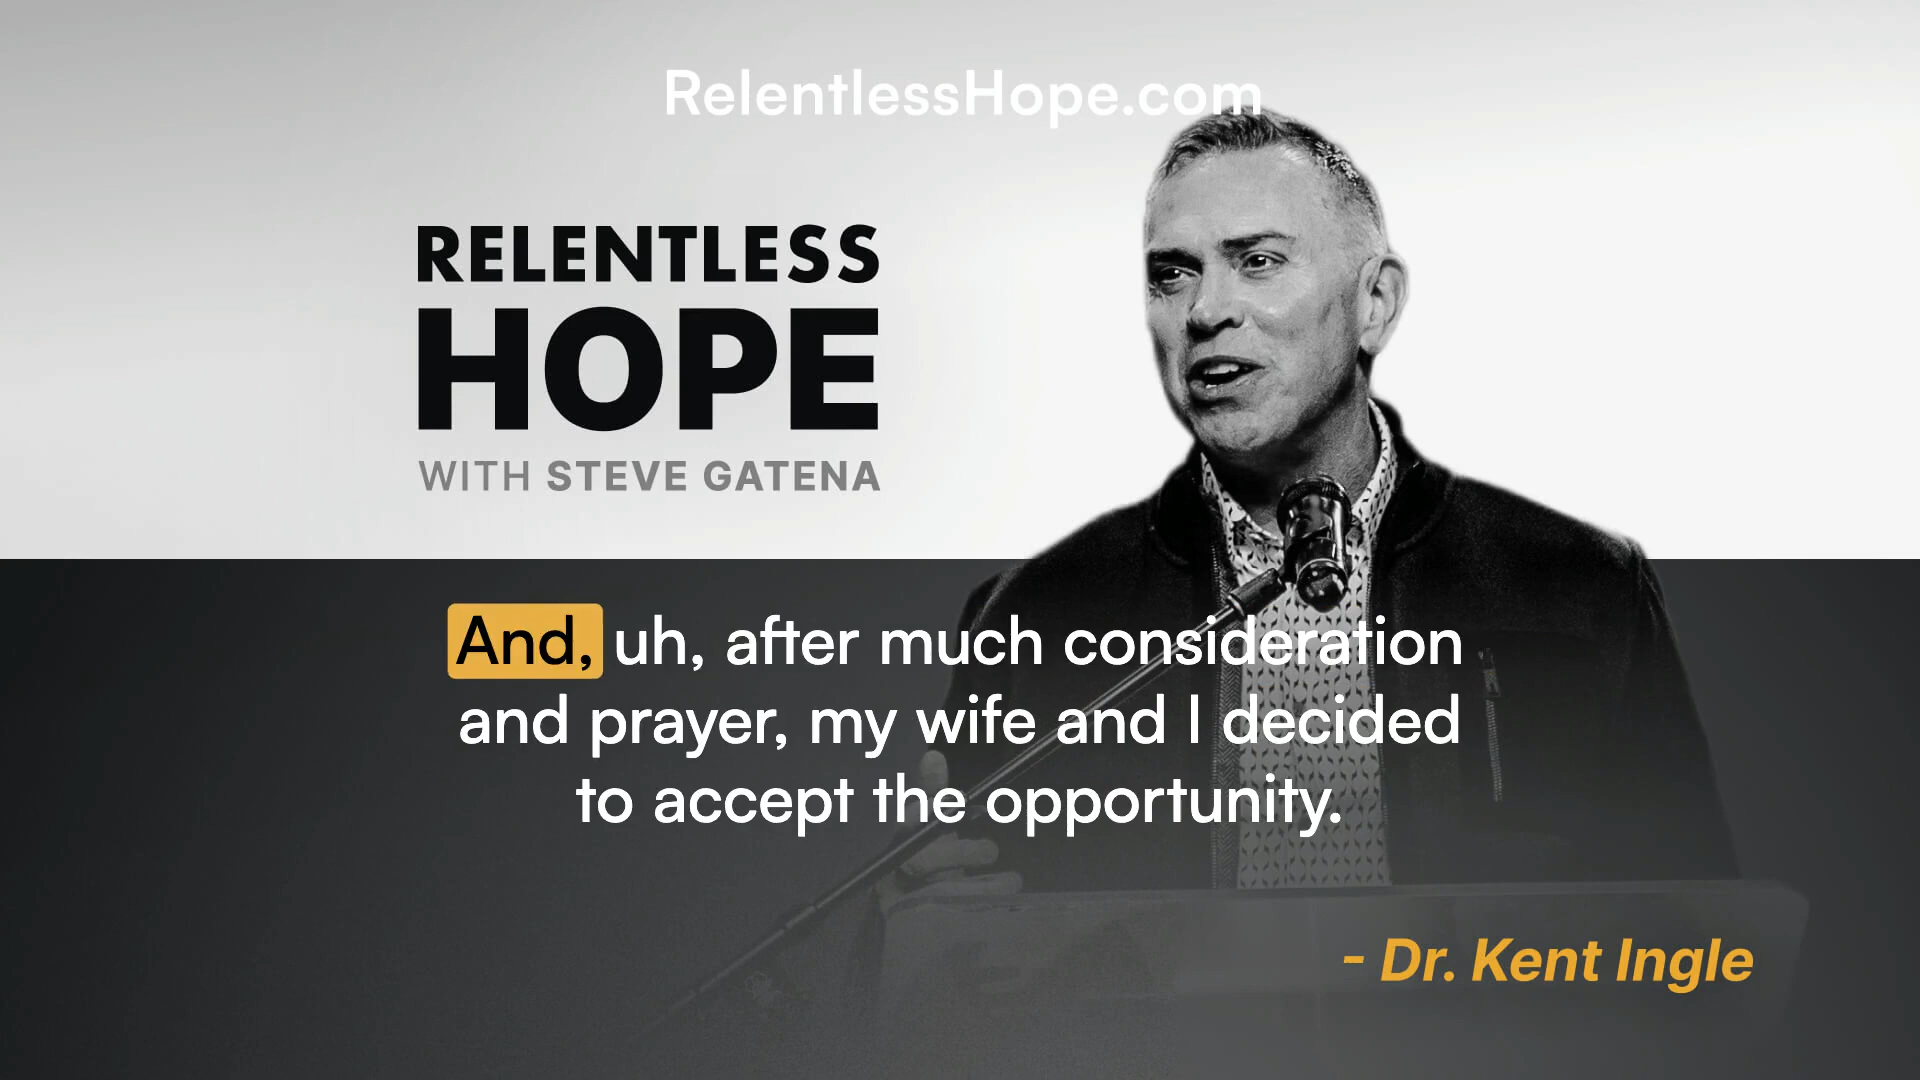 RelentlessHope.com
RELENTLESS
HOPE
WITH STEVE GATENA
And, uh, after much consideration
and prayer, my wife and I decided
to accept the opportunity.
- Dr. Kent Ingle